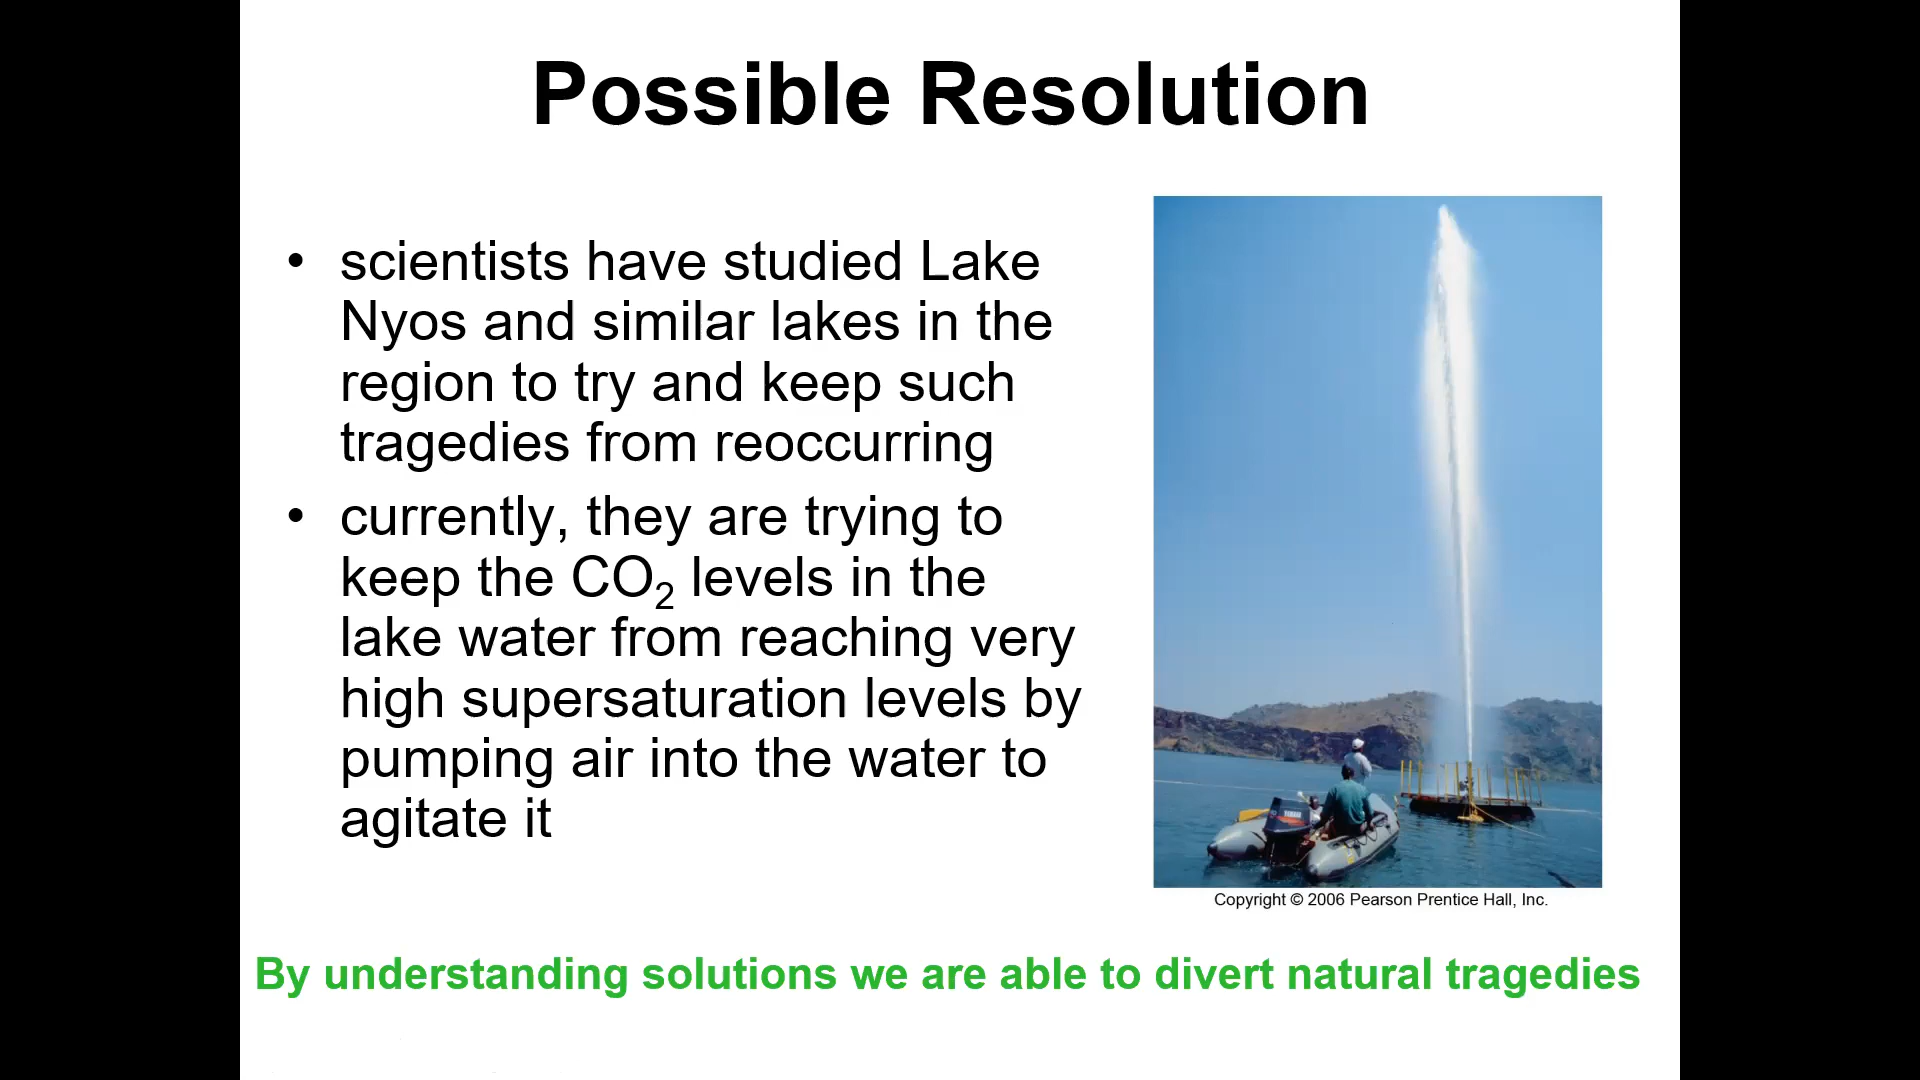 Possible Resolution
• scientists have studied Lake
Nyos and similar lakes in the
region to try and keep such
tragedies from reoccurring
• currently, they are trying to
keep the CO₂ levels in the
lake water from reaching very
high supersaturation levels by
pumping air into the water to
agitate it
Copyright © 2006 Pearson Prentice Hall, Inc.
By understanding solutions we are able to divert natural tragedies